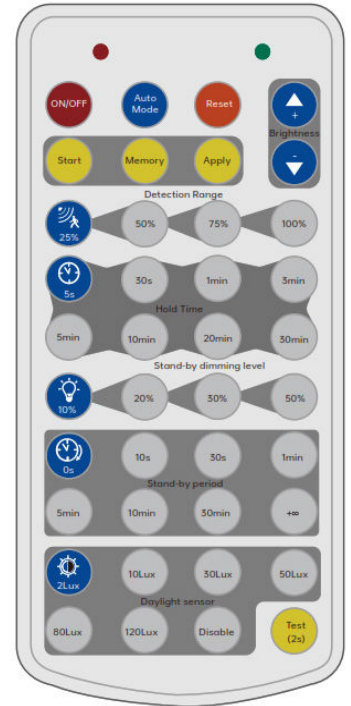 ON/OFF
Auto
Mode
Reset
+
Brightness
-
Start
Memory
Apply
Detection Range
25%
50%
75%
100%
5s
30s
1min
3min
Hold Time
5min
10min
20min
30min
Stand-by dimming level
10%
20%
30%
50%
0s
10s
30s
1min
Stand-by period
5min
10min
30min
+∞
2Lux
10Lux
30Lux
50Lux
Daylight sensor
80Lux
120Lux
Disable
Test
(2s)